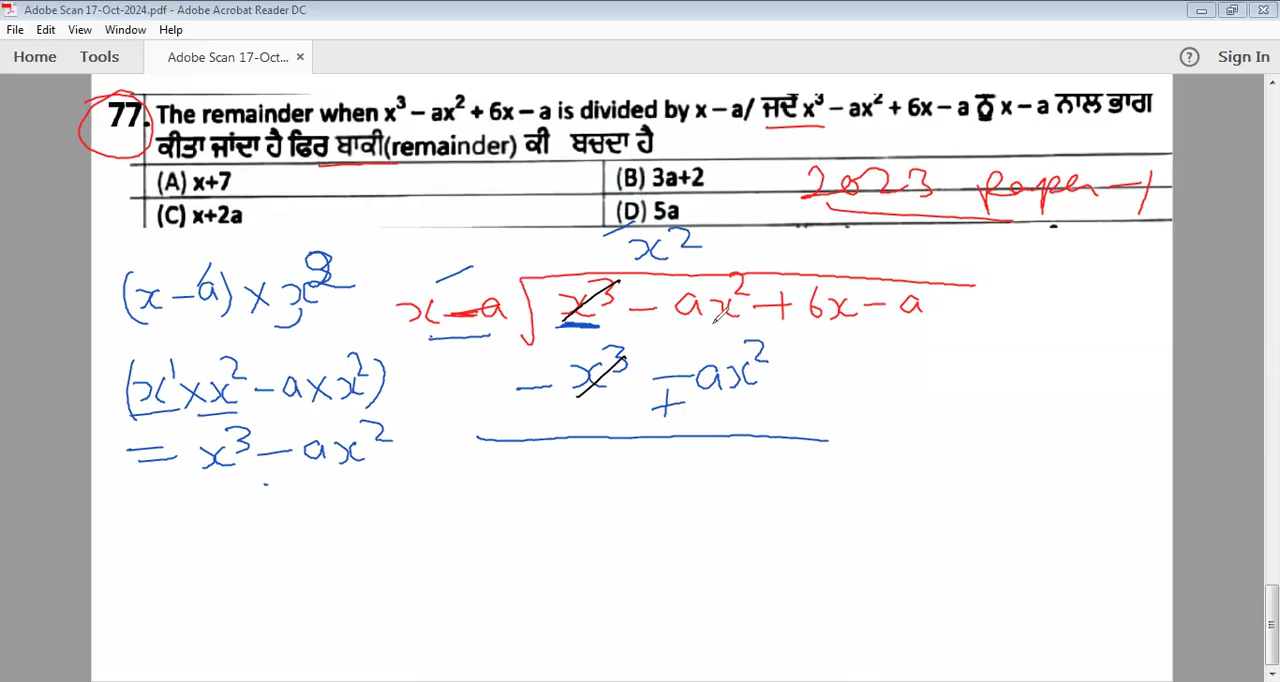 Adobe Scan 17-Oct-2024.pdf - Adobe Acrobat Reader DC
File Edit View Window Help
Home Tools Adobe Scan 17-Oct... × ? Sign In
77. The remainder when x³ – ax² + 6x – a is divided by x – a/ ਜਦੋਂ x³ – ax² + 6x – a ਨੂੰ x – a ਨਾਲ ਭਾਗ
ਕੀਤਾ ਜਾਂਦਾ ਹੈ ਫਿਰ ਬਾਕੀ(remainder) ਕੀ ਬਚਦਾ ਹੈ
(A) x+7 (B) 3a+2
(C) x+2a (D) 5a
2023 Paper-1
x²
(x – a) × x²
x – a √ x³ – ax² + 6x – a
– x³ – ax²
+
(x¹ × x² – a × x²)
= x³ – ax²